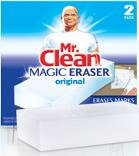 2
PACK
Mr.
Clean
MAGIC ERASER
original
ERASES MARKS